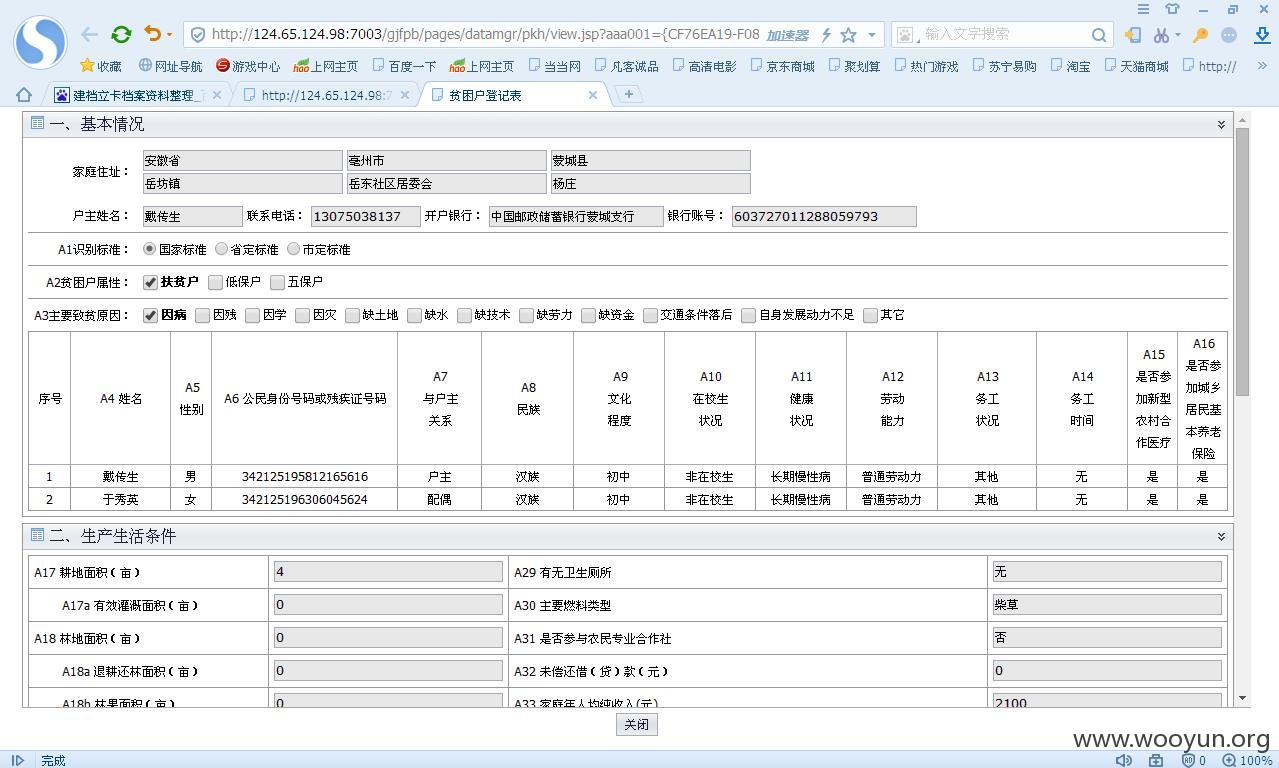 http://124.65.124.98:7003/gjfpb/pages/datamgr/pkh/view.jsp?aaa001={CF76EA19-F08 加速器 输入文字搜索
收藏 网址导航 游戏中心 hao上网主页 百度一下 hao上网主页 当当网 凡客诚品 高清电影 京东商城 聚划算 热门游戏 苏宁易购 淘宝 天猫商城 http://
建档立卡档案资料整理_ http://124.65.124.98:7 贫困户登记表
一、基本情况
家庭住址： 安徽省 亳州市 蒙城县
岳坊镇 岳东社区居委会 杨庄
户主姓名： 戴传生 联系电话： 13075038137 开户银行： 中国邮政储蓄银行蒙城支行 银行账号： 603727011288059793
A1识别标准： 国家标准 省定标准 市定标准
A2贫困户属性： 扶贫户 低保户 五保户
A3主要致贫原因： 因病 因残 因学 因灾 缺土地 缺水 缺技术 缺劳力 缺资金 交通条件落后 自身发展动力不足 其它
序号 A4 姓名 A5 性别 A6 公民身份号码或残疾证号码 A7 与户主关系 A8 民族 A9 文化程度 A10 在校生状况 A11 健康状况 A12 劳动能力 A13 务工状况 A14 务工时间 A15 是否参加新型农村合作医疗 A16 是否参加城乡居民基本养老保险
1 戴传生 男 342125195812165616 户主 汉族 初中 非在校生 长期慢性病 普通劳动力 其他 无 是 是
2 于秀英 女 342125196306045624 配偶 汉族 初中 非在校生 长期慢性病 普通劳动力 其他 无 是 是
二、生产生活条件
A17 耕地面积（亩） 4 A29 有无卫生厕所 无
A17a 有效灌溉面积（亩） 0 A30 主要燃料类型 柴草
A18 林地面积（亩） 0 A31 是否参与农民专业合作社 否
A18a 退耕还林面积（亩） 0 A32 未偿还借（贷）款（元） 0
A18b 林果面积（亩） 0 A33 家庭年人均纯收入(元) 2100
关闭
www.wooyun.org
完成 0 100%